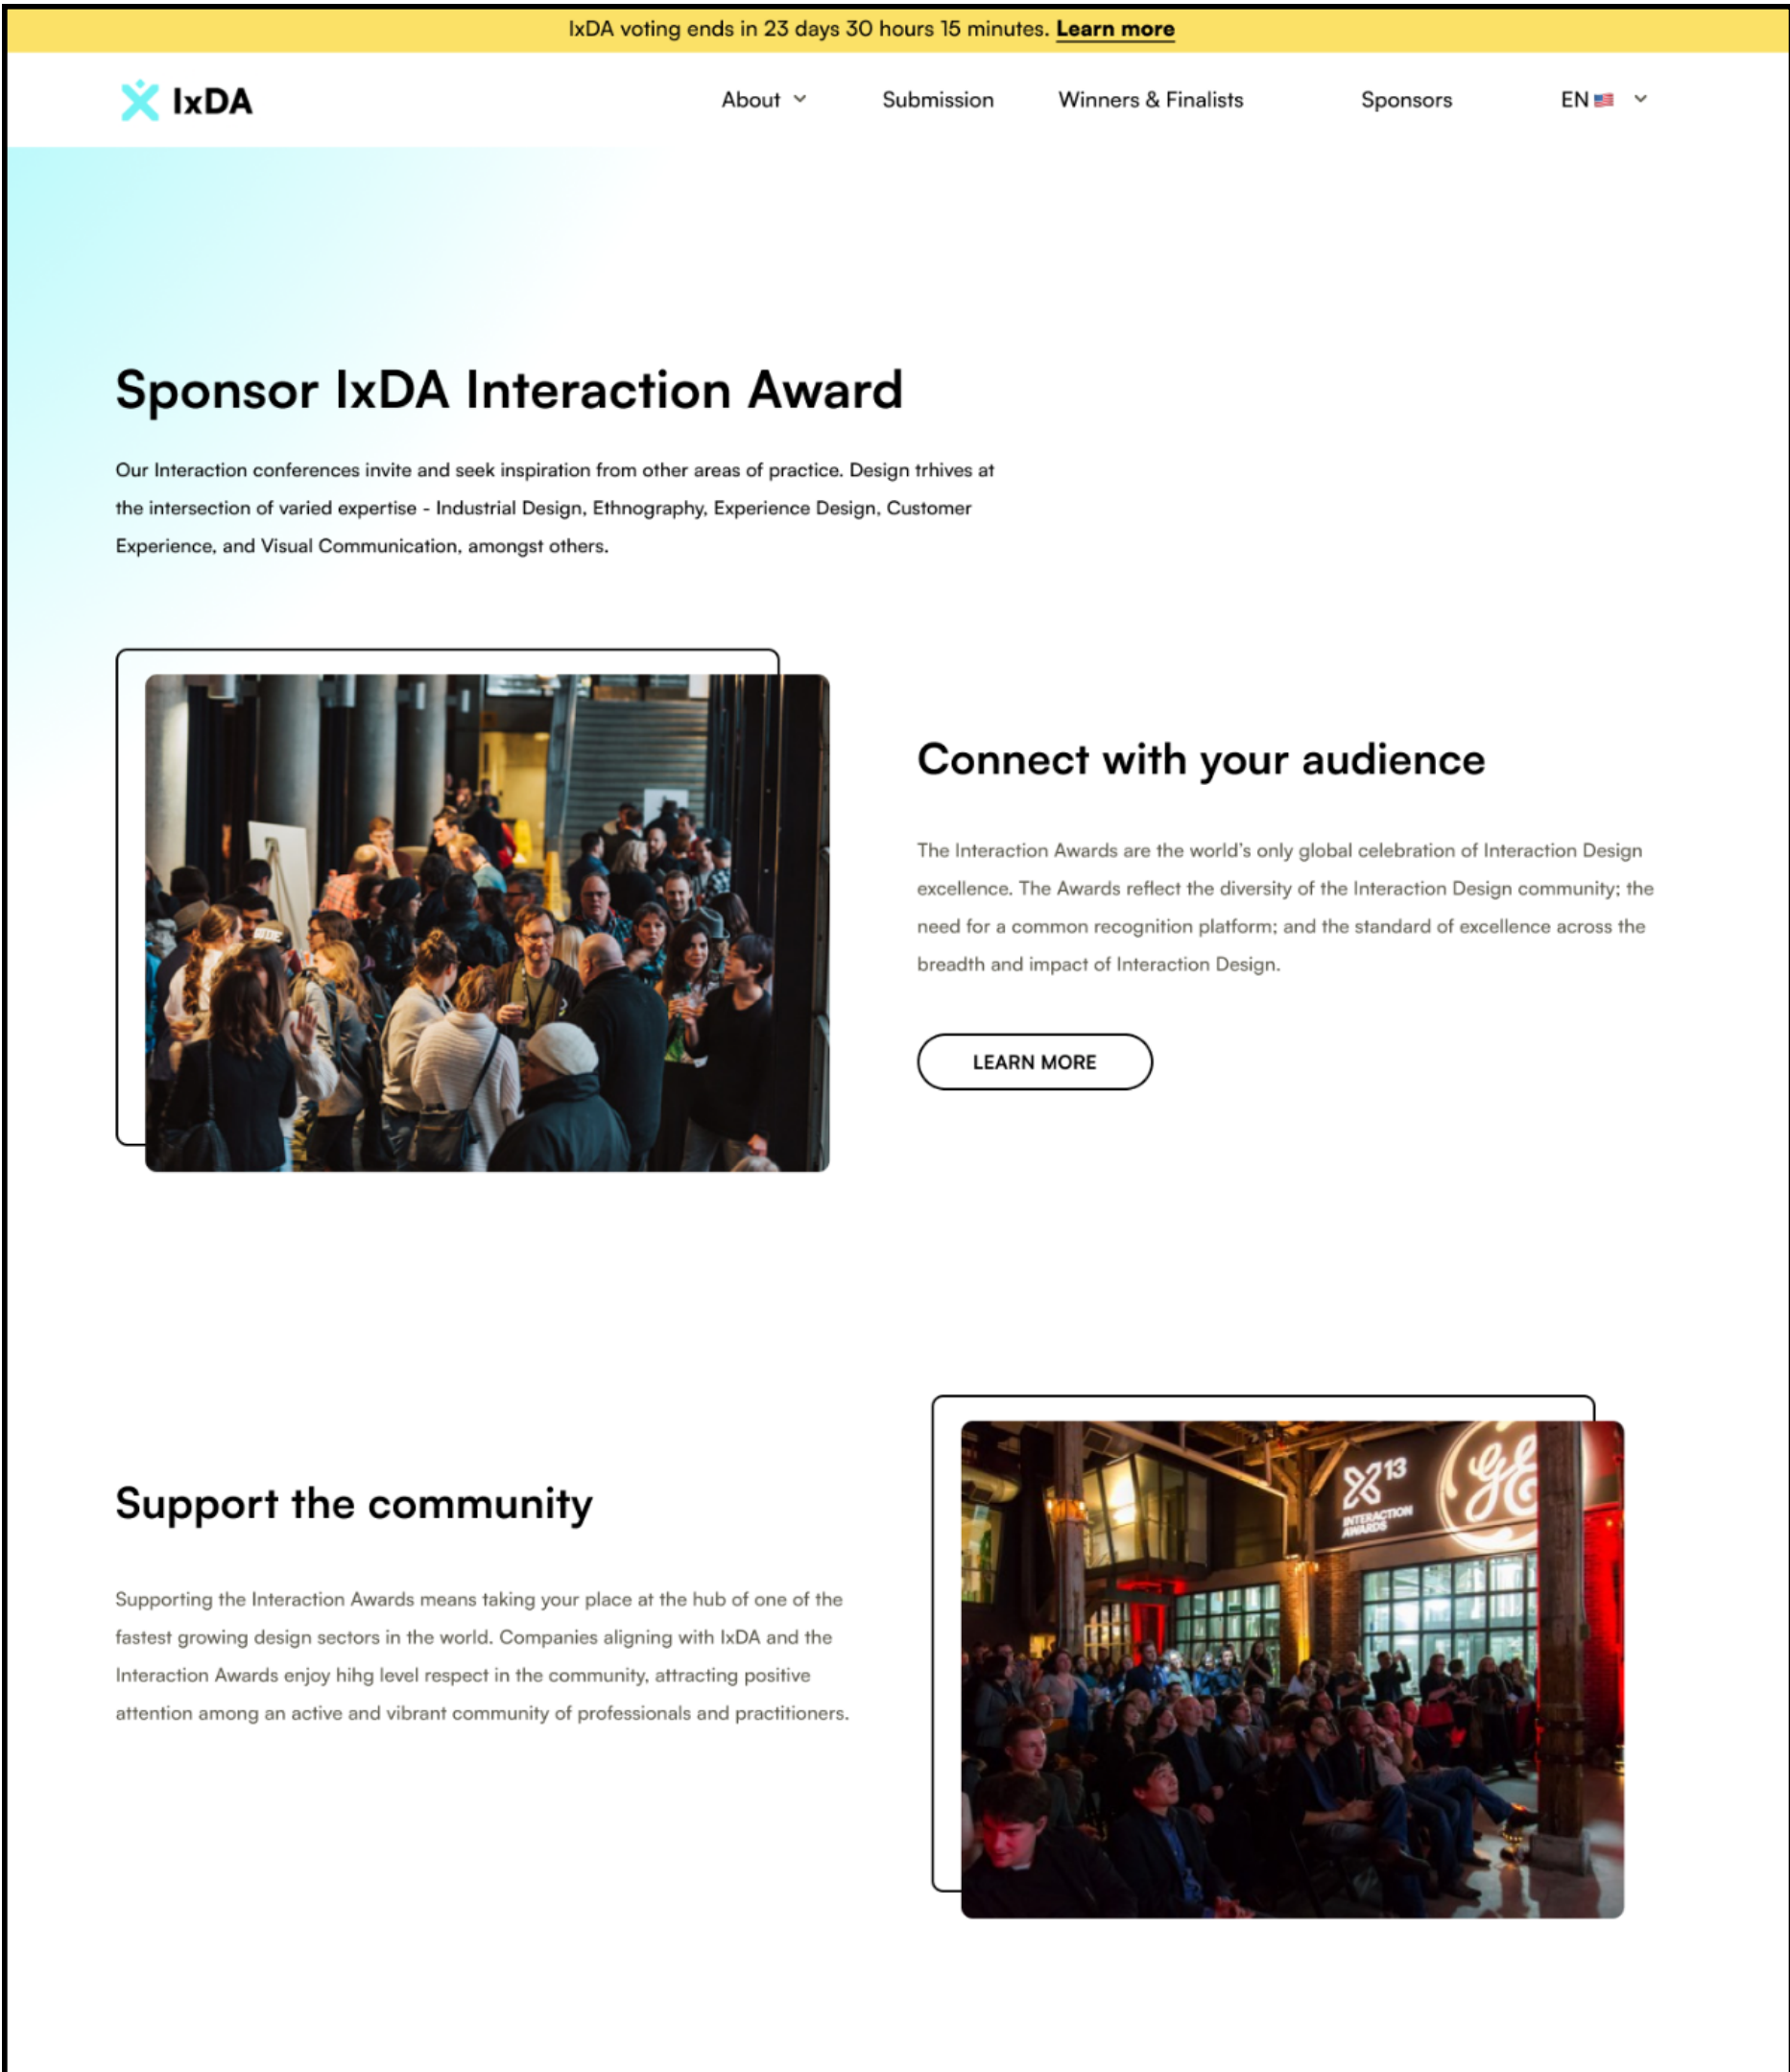 IxDA voting ends in 23 days 30 hours 15 minutes. Learn more
IxDA
About
Submission
Winners & Finalists
Sponsors
EN
Sponsor IxDA Interaction Award
Our Interaction conferences invite and seek inspiration from other areas of practice. Design trhives at
the intersection of varied expertise - Industrial Design, Ethnography, Experience Design, Customer
Experience, and Visual Communication, amongst others.
Connect with your audience
The Interaction Awards are the world's only global celebration of Interaction Design
excellence. The Awards reflect the diversity of the Interaction Design community; the
need for a common recognition platform; and the standard of excellence across the
breadth and impact of Interaction Design.
LEARN MORE
Support the community
Supporting the Interaction Awards means taking your place at the hub of one of the
fastest growing design sectors in the world. Companies aligning with IxDA and the
Interaction Awards enjoy hihg level respect in the community, attracting positive
attention among an active and vibrant community of professionals and practitioners.
13
INTERACTION
AWARDS
GE